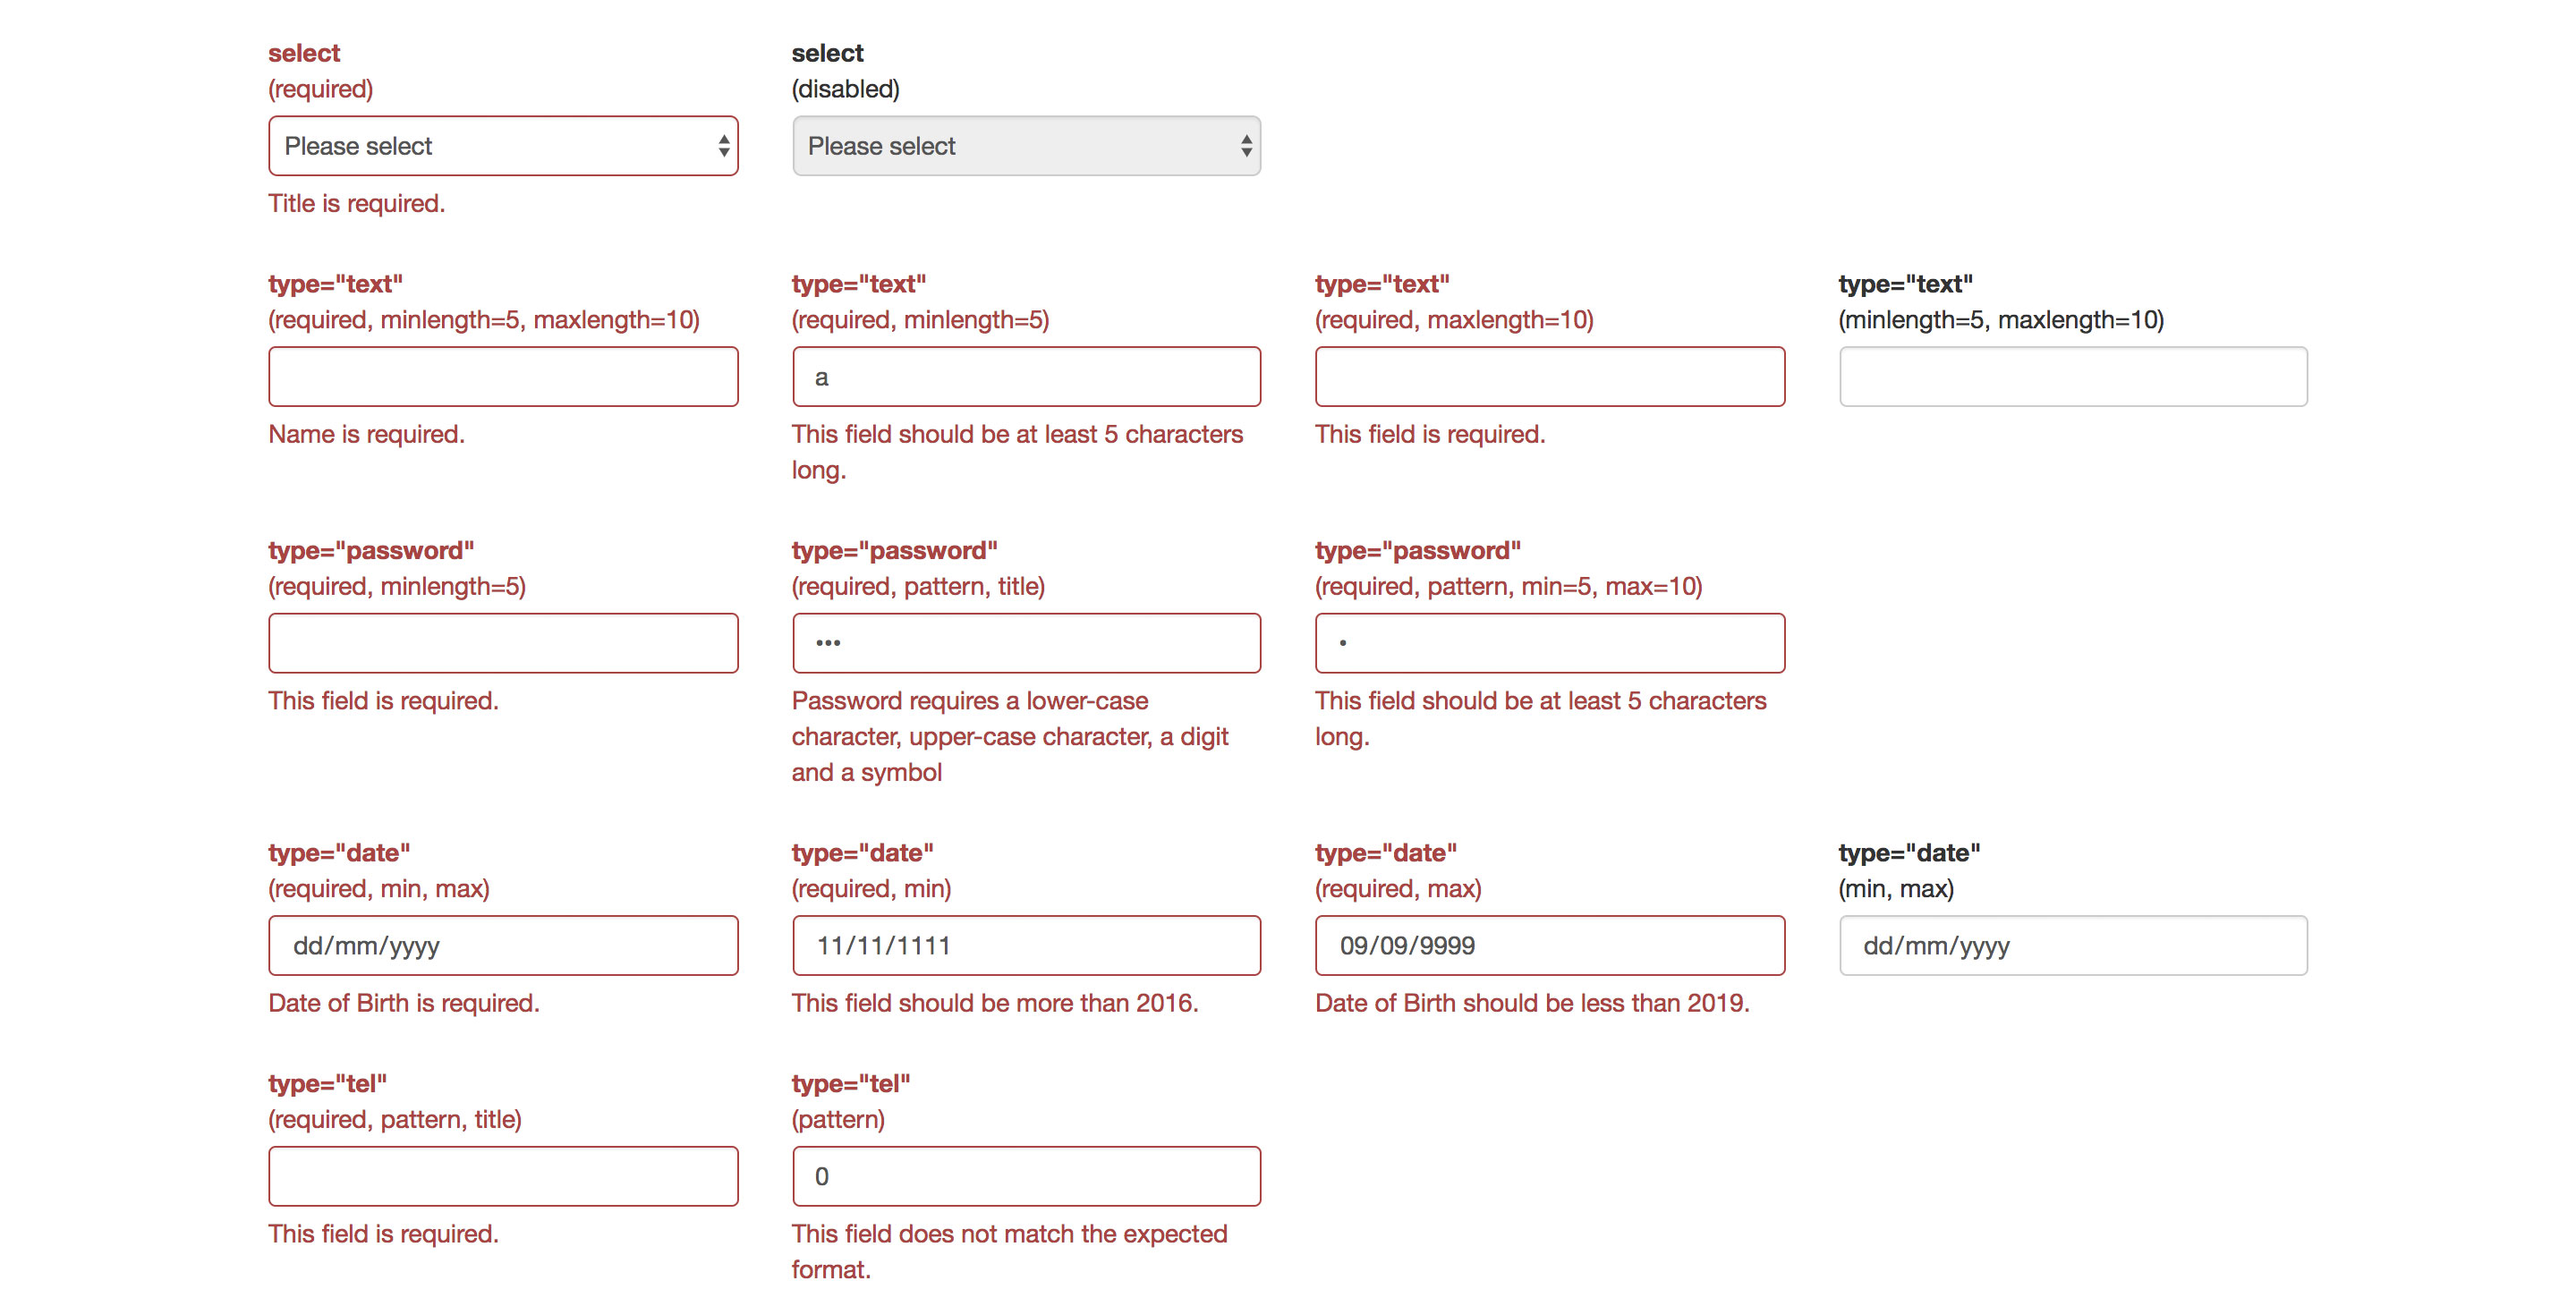 select
(required)
Please select
Title is required.
select
(disabled)
Please select
type="text"
(required, minlength=5, maxlength=10)
Name is required.
type="text"
(required, minlength=5)
a
This field should be at least 5 characters
long.
type="text"
(required, maxlength=10)
This field is required.
type="text"
(minlength=5, maxlength=10)
type="password"
(required, minlength=5)
This field is required.
type="password"
(required, pattern, title)
•••
Password requires a lower-case
character, upper-case character, a digit
and a symbol
type="password"
(required, pattern, min=5, max=10)
•
This field should be at least 5 characters
long.
type="date"
(required, min, max)
dd/mm/yyyy
Date of Birth is required.
type="date"
(required, min)
11/11/1111
This field should be more than 2016.
type="date"
(required, max)
09/09/9999
Date of Birth should be less than 2019.
type="date"
(min, max)
dd/mm/yyyy
type="tel"
(required, pattern, title)
This field is required.
type="tel"
(pattern)
0
This field does not match the expected
format.